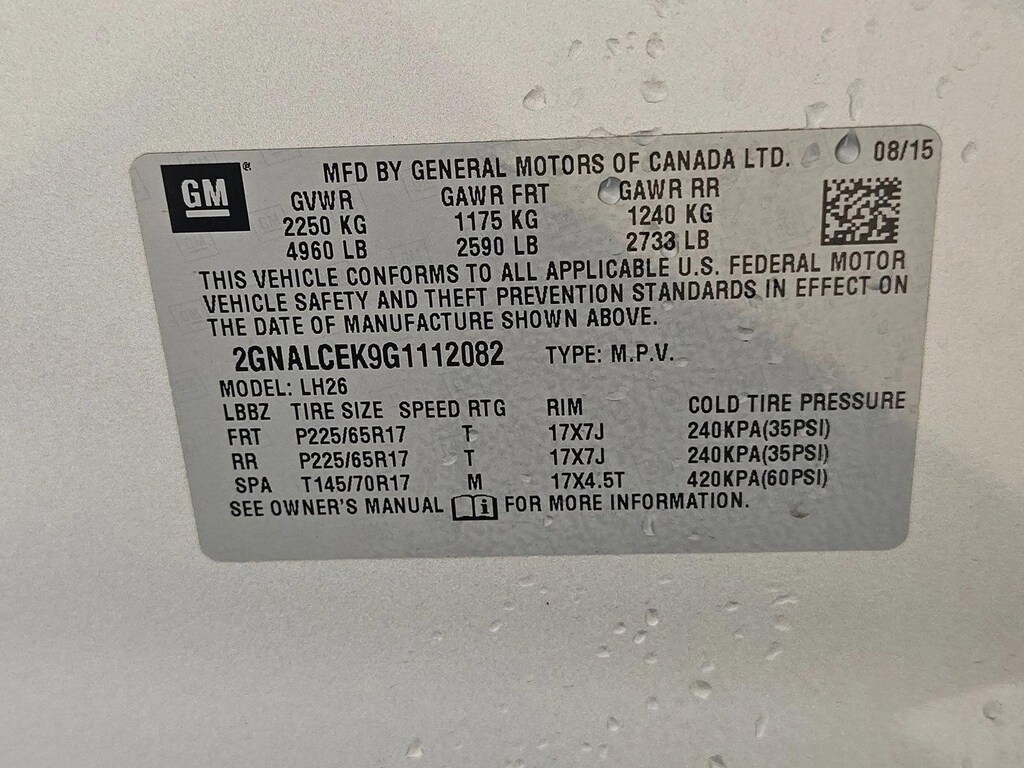 GM ® MFD BY GENERAL MOTORS OF CANADA LTD. 08/15
GVWR GAWR FRT GAWR RR
2250 KG 1175 KG 1240 KG
4960 LB 2590 LB 2733 LB
THIS VEHICLE CONFORMS TO ALL APPLICABLE U.S. FEDERAL MOTOR
VEHICLE SAFETY AND THEFT PREVENTION STANDARDS IN EFFECT ON
THE DATE OF MANUFACTURE SHOWN ABOVE.
2GNALCEK9G1112082 TYPE: M.P.V.
MODEL: LH26
LBBZ TIRE SIZE SPEED RTG RIM COLD TIRE PRESSURE
FRT P225/65R17 T 17X7J 240KPA(35PSI)
RR P225/65R17 T 17X7J 240KPA(35PSI)
SPA T145/70R17 M 17X4.5T 420KPA(60PSI)
SEE OWNER'S MANUAL i FOR MORE INFORMATION.